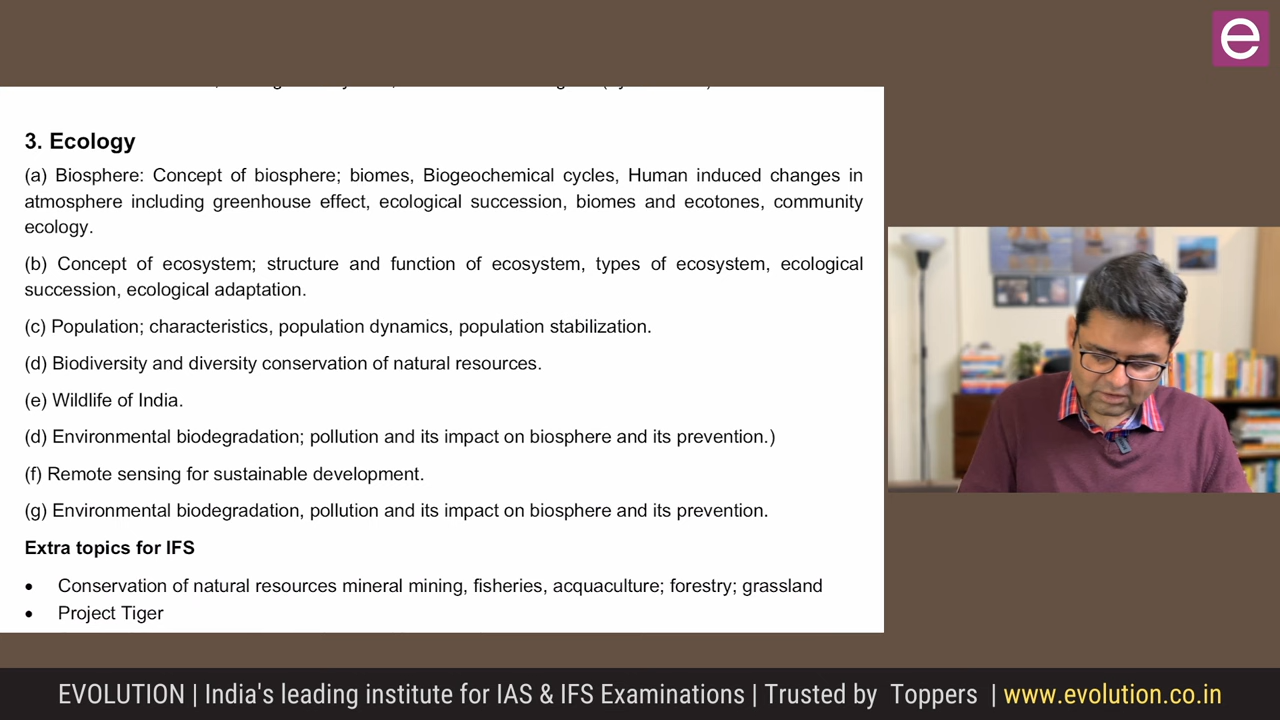 e
3. Ecology
(a) Biosphere: Concept of biosphere; biomes, Biogeochemical cycles, Human induced changes in
atmosphere including greenhouse effect, ecological succession, biomes and ecotones, community
ecology.
(b) Concept of ecosystem; structure and function of ecosystem, types of ecosystem, ecological
succession, ecological adaptation.
(c) Population; characteristics, population dynamics, population stabilization.
(d) Biodiversity and diversity conservation of natural resources.
(e) Wildlife of India.
(d) Environmental biodegradation; pollution and its impact on biosphere and its prevention.)
(f) Remote sensing for sustainable development.
(g) Environmental biodegradation, pollution and its impact on biosphere and its prevention.
Extra topics for IFS
• Conservation of natural resources mineral mining, fisheries, acquaculture; forestry; grassland
• Project Tiger
EVOLUTION | India's leading institute for IAS & IFS Examinations | Trusted by Toppers | www.evolution.co.in